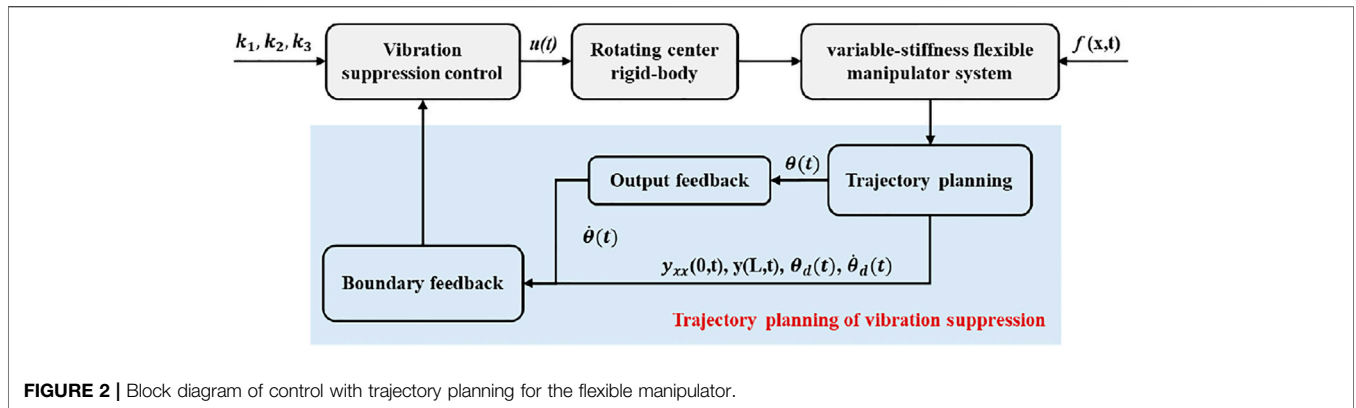 k₁, k₂, k₃
Vibration
suppression control
u(t)
Rotating center
rigid-body
variable-stiffness flexible
manipulator system
f(x,t)
θ(t)
Output feedback
Trajectory planning
θ̇(t)
yₓₓ(0,t), y(L,t), θ_d(t), θ̇_d(t)
Boundary feedback
Trajectory planning of vibration suppression
FIGURE 2 | Block diagram of control with trajectory planning for the flexible manipulator.